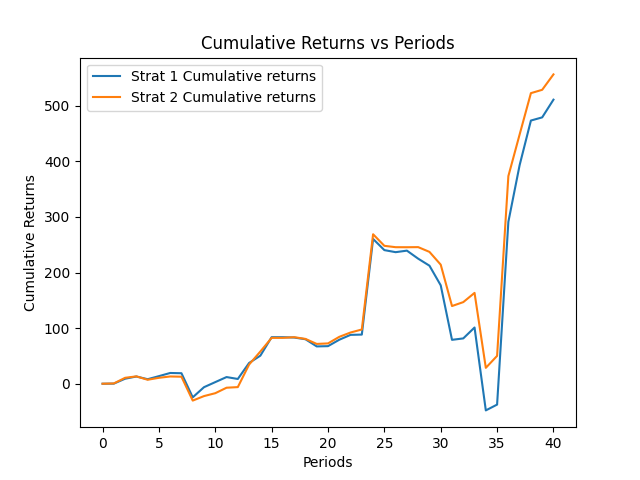 Cumulative Returns vs Periods
Strat 1 Cumulative returns
Strat 2 Cumulative returns
Cumulative Returns
500
400
300
200
100
0
0 5 10 15 20 25 30 35 40
Periods